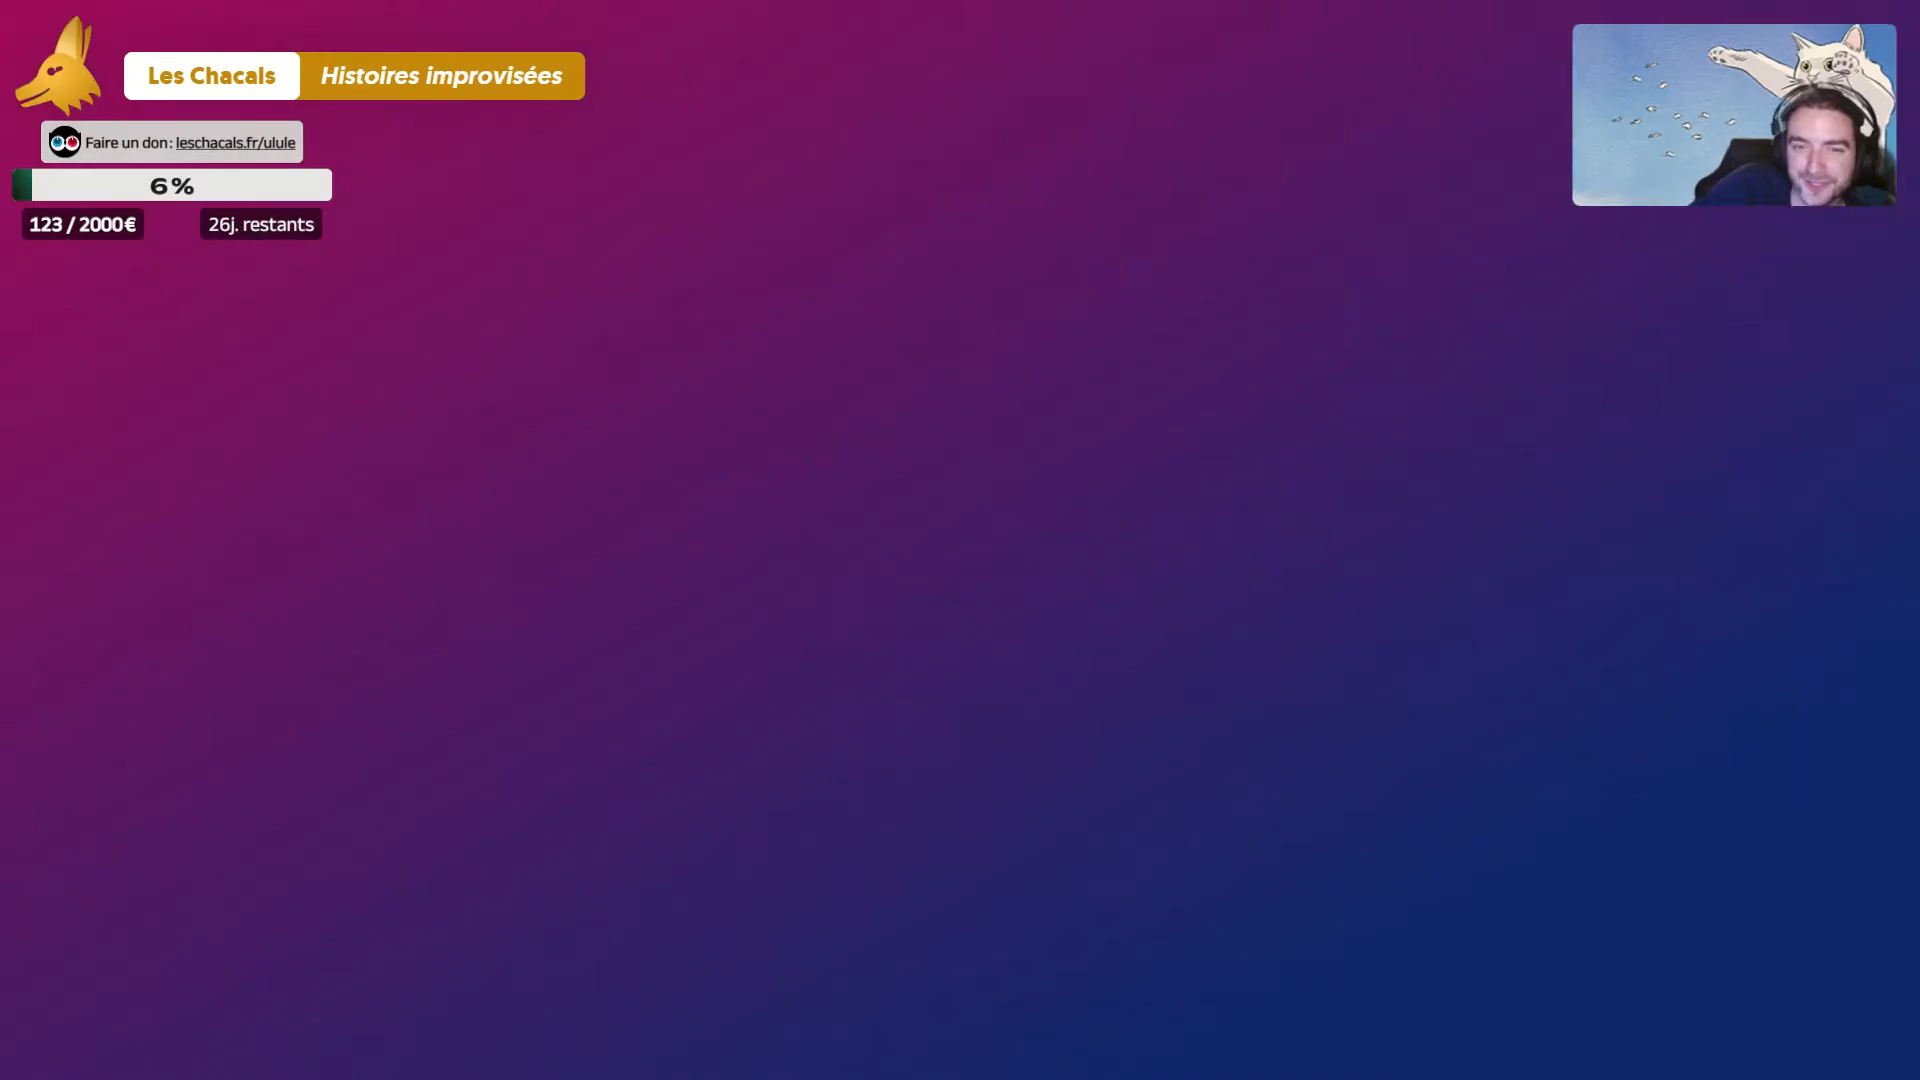 Les Chacals Histoires improvisées
Faire un don : leschacals.fr/ulule
6 %
123 / 2000 € 26j. restants